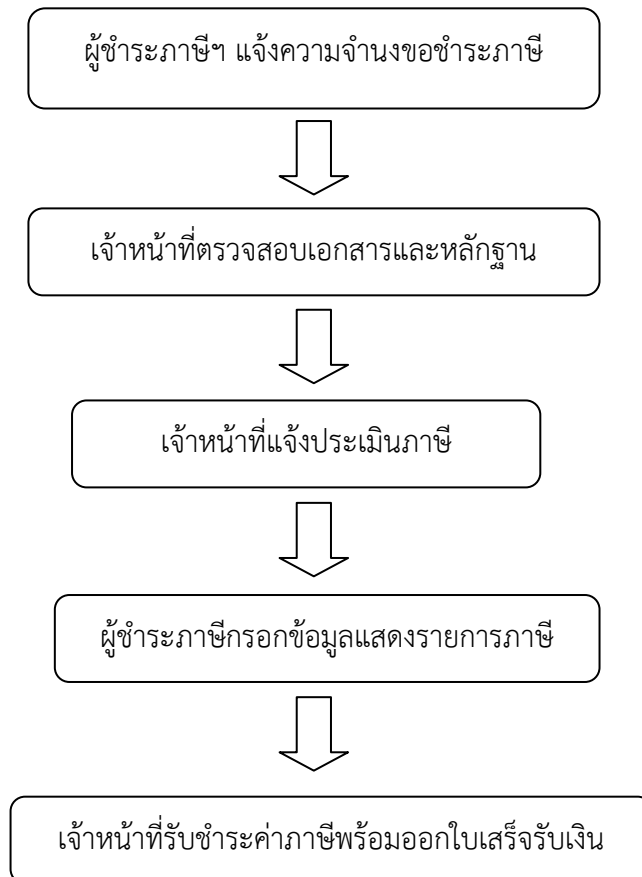 ผู้ชำระภาษีฯ แจ้งความจำนงขอชำระภาษี
เจ้าหน้าที่ตรวจสอบเอกสารและหลักฐาน
เจ้าหน้าที่แจ้งประเมินภาษี
ผู้ชำระภาษีกรอกข้อมูลแสดงรายการภาษี
เจ้าหน้าที่รับชำระค่าภาษีพร้อมออกใบเสร็จรับเงิน